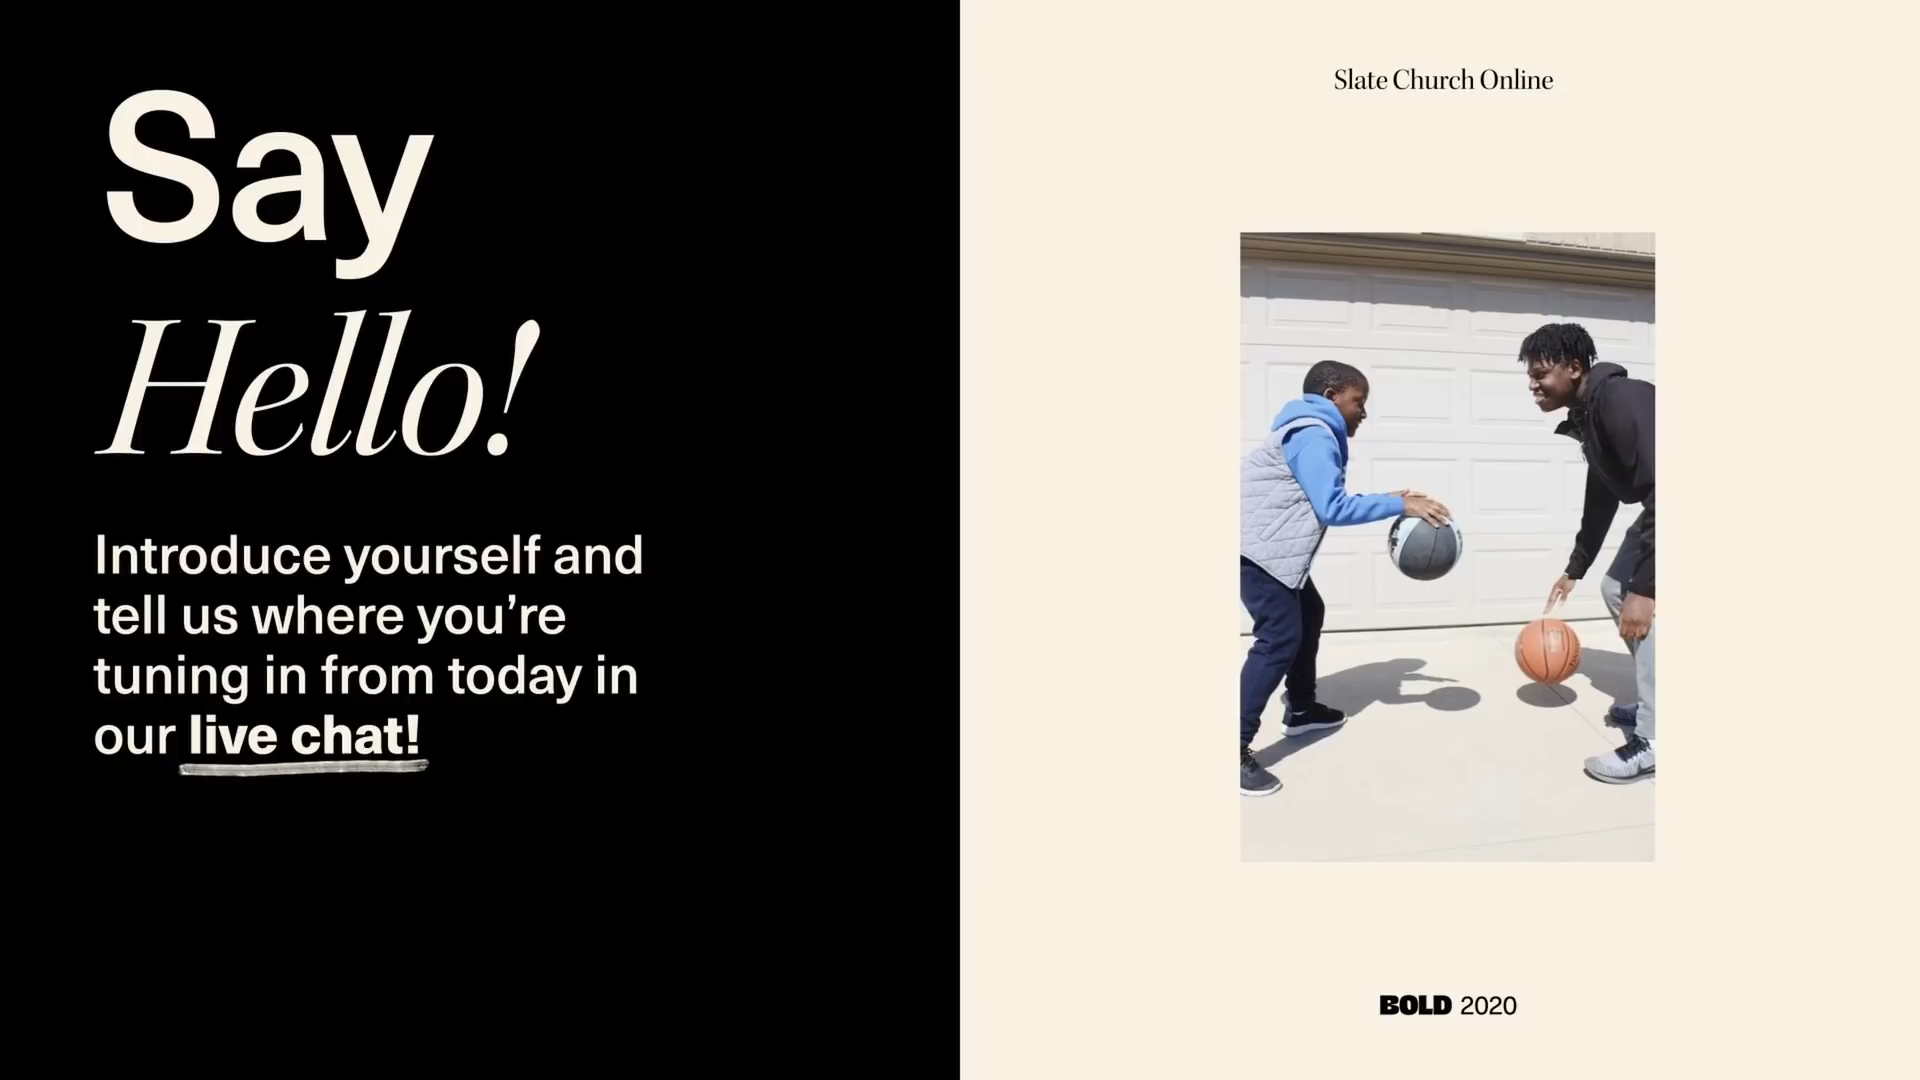 Say
Hello!
Introduce yourself and
tell us where you’re
tuning in from today in
our live chat!
Slate Church Online
BOLD 2020